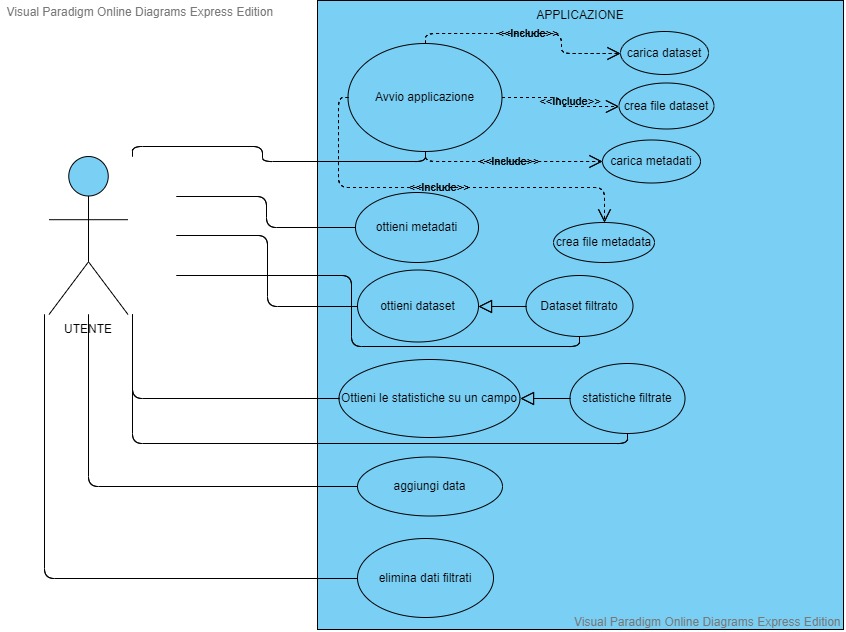 Visual Paradigm Online Diagrams Express Edition
APPLICAZIONE
<<Include>>
carica dataset
Avvio applicazione
<<Include>>
crea file dataset
<<Include>>
carica metadati
<<Include>>
ottieni metadati
crea file metadata
ottieni dataset
Dataset filtrato
UTENTE
Ottieni le statistiche su un campo
statistiche filtrate
aggiungi data
elimina dati filtrati
Visual Paradigm Online Diagrams Express Edition